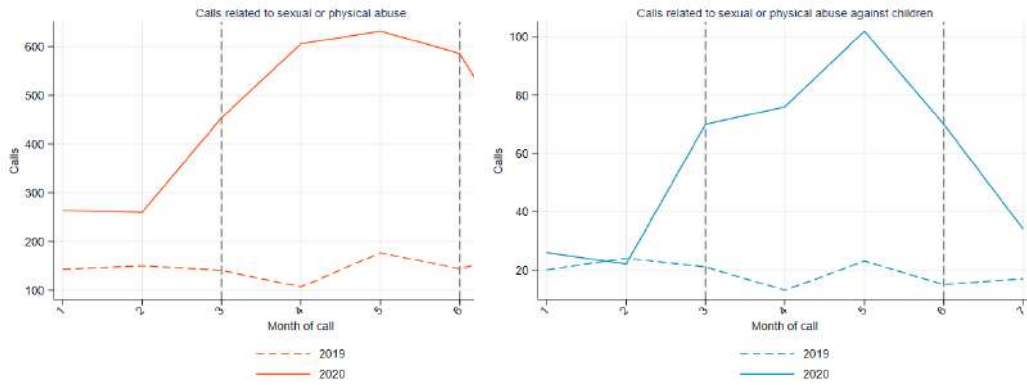 Calls related to sexual or physical abuse
600
500
400
300
200
100
Calls
1 2 3 4 5 6
Month of call
2019
2020
Calls related to sexual or physical abuse against children
100
80
60
40
20
Calls
1 2 3 4 5 6 7
Month of call
2019
2020